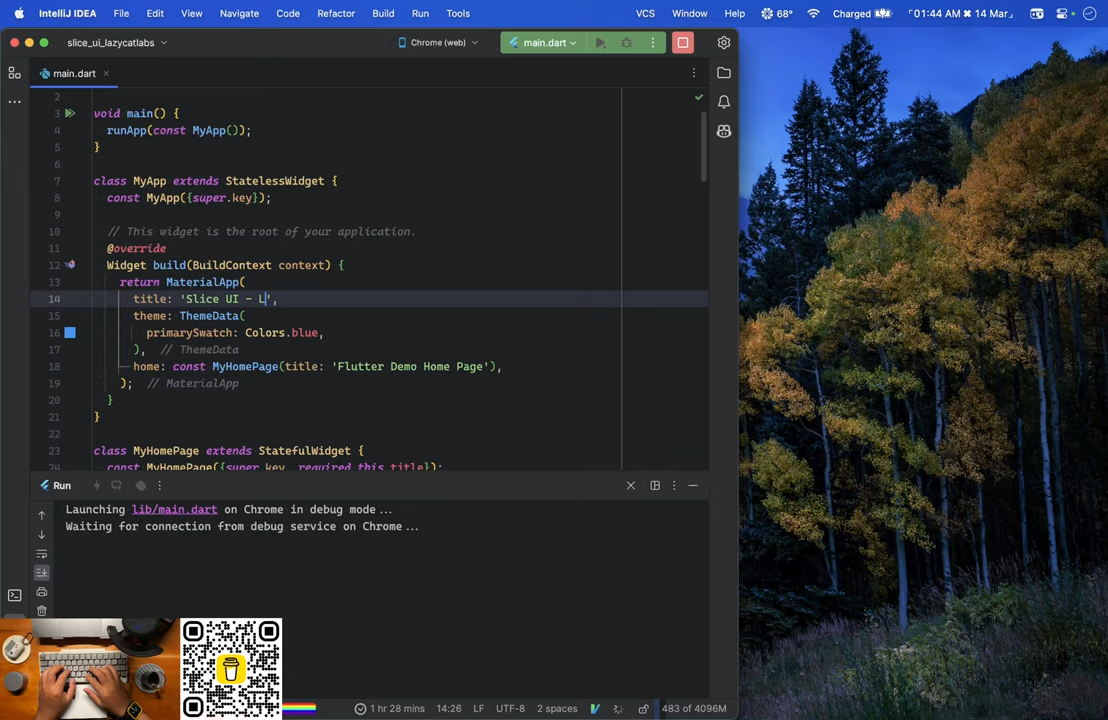 IntelliJ IDEA File Edit View Navigate Code Refactor Build Run Tools VCS Window Help 68° Charged 01:44 AM ✖ 14 Mar
slice_ui_lazycatlabs Chrome (web) main.dart
main.dart
2
3 void main() {
4 runApp(const MyApp());
5 }
6
7 class MyApp extends StatelessWidget {
8 const MyApp({super.key});
9
10 // This widget is the root of your application.
11 @override
12 Widget build(BuildContext context) {
13 return MaterialApp(
14 title: 'Slice UI - L',
15 theme: ThemeData(
16 primarySwatch: Colors.blue,
17 ), // ThemeData
18 home: const MyHomePage(title: 'Flutter Demo Home Page'),
19 ); // MaterialApp
20 }
21 }
22
23 class MyHomePage extends StatefulWidget {
24 const MyHomePage({super.key, required this.title});
Run
Launching lib/main.dart on Chrome in debug mode...
Waiting for connection from debug service on Chrome...
1 hr 28 mins 14:26 LF UTF-8 2 spaces 483 of 4096M